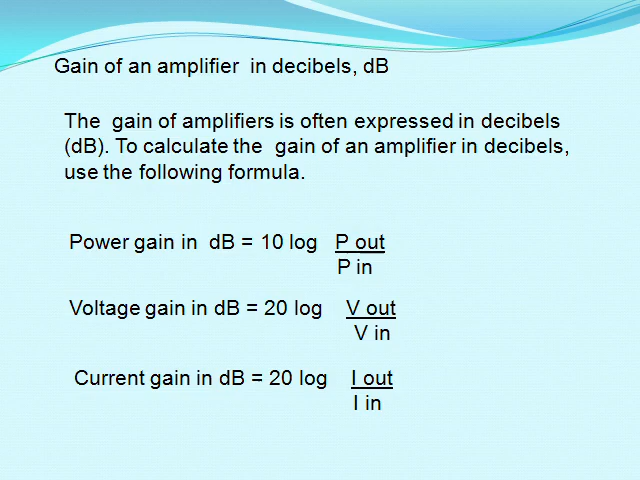 Gain of an amplifier in decibels, dB
The gain of amplifiers is often expressed in decibels
(dB). To calculate the gain of an amplifier in decibels,
use the following formula.
Power gain in dB = 10 log P out
P in
Voltage gain in dB = 20 log V out
V in
Current gain in dB = 20 log I out
I in